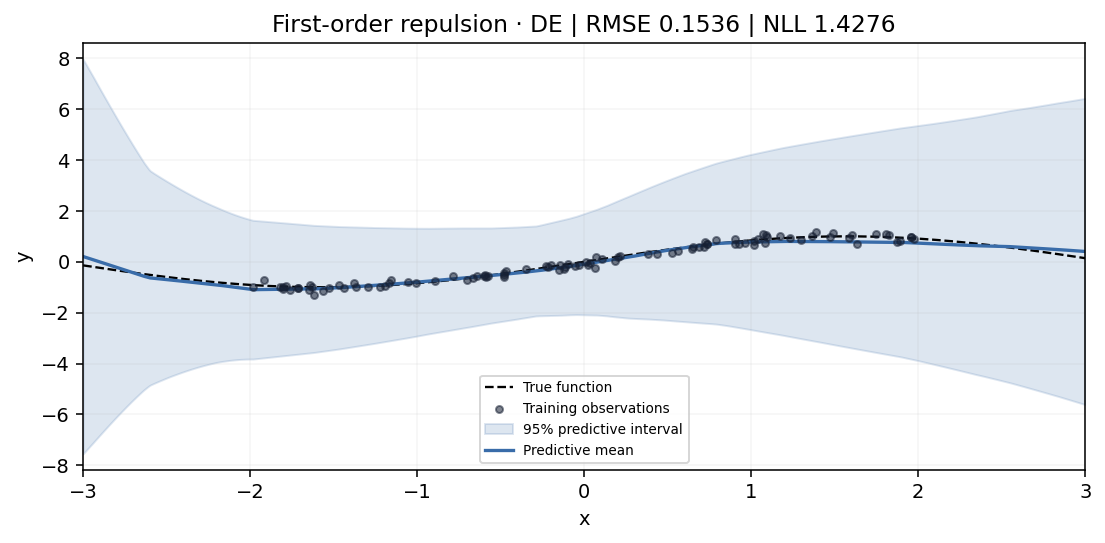 First-order repulsion · DE | RMSE 0.1536 | NLL 1.4276
8
6
4
2
0
−2
−4
−6
−8
y
True function
Training observations
95% predictive interval
Predictive mean
−3
−2
−1
0
1
2
3
x